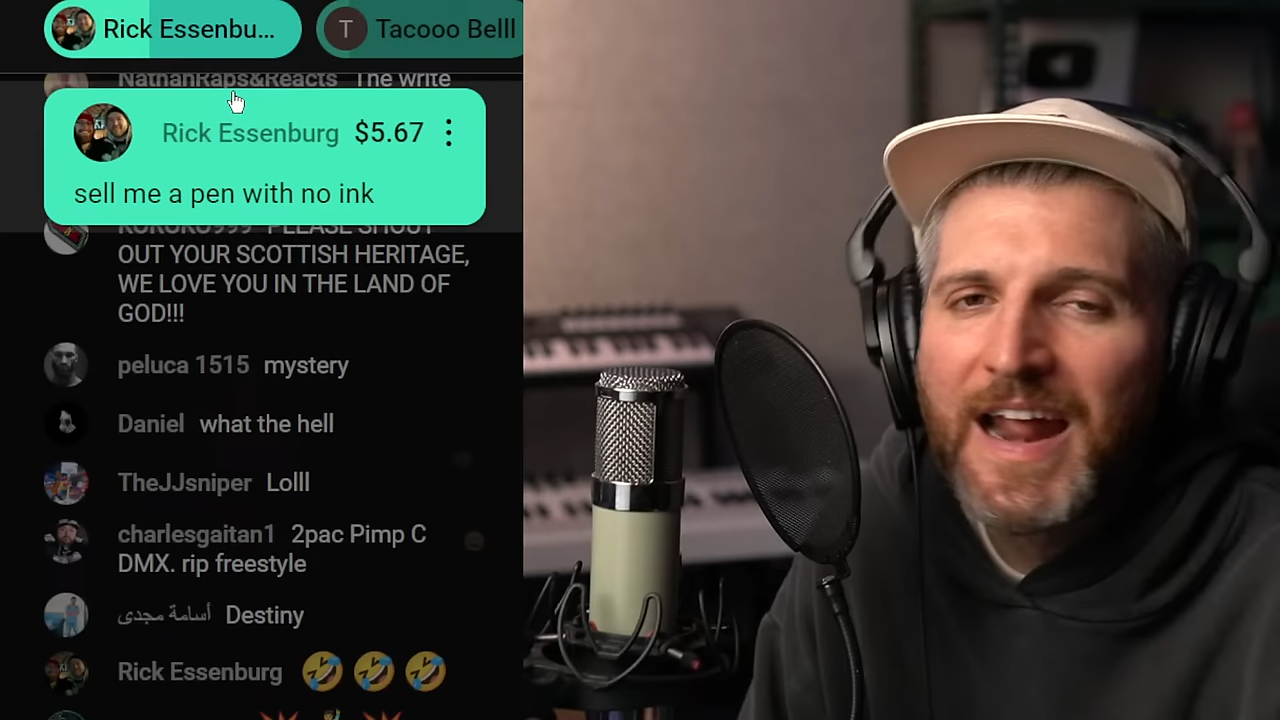 Rick Essenbu...
T
Tacooo Belll
NathanRaps&Reacts The write
Rick Essenburg $5.67
sell me a pen with no ink
PLEASE SHOUT
OUT YOUR SCOTTISH HERITAGE,
WE LOVE YOU IN THE LAND OF
GOD!!!
peluca 1515 mystery
Daniel what the hell
TheJJsniper Lolll
charlesgaitan1 2pac Pimp C
DMX. rip freestyle
أسامة مجدى Destiny
Rick Essenburg 🤣🤣🤣